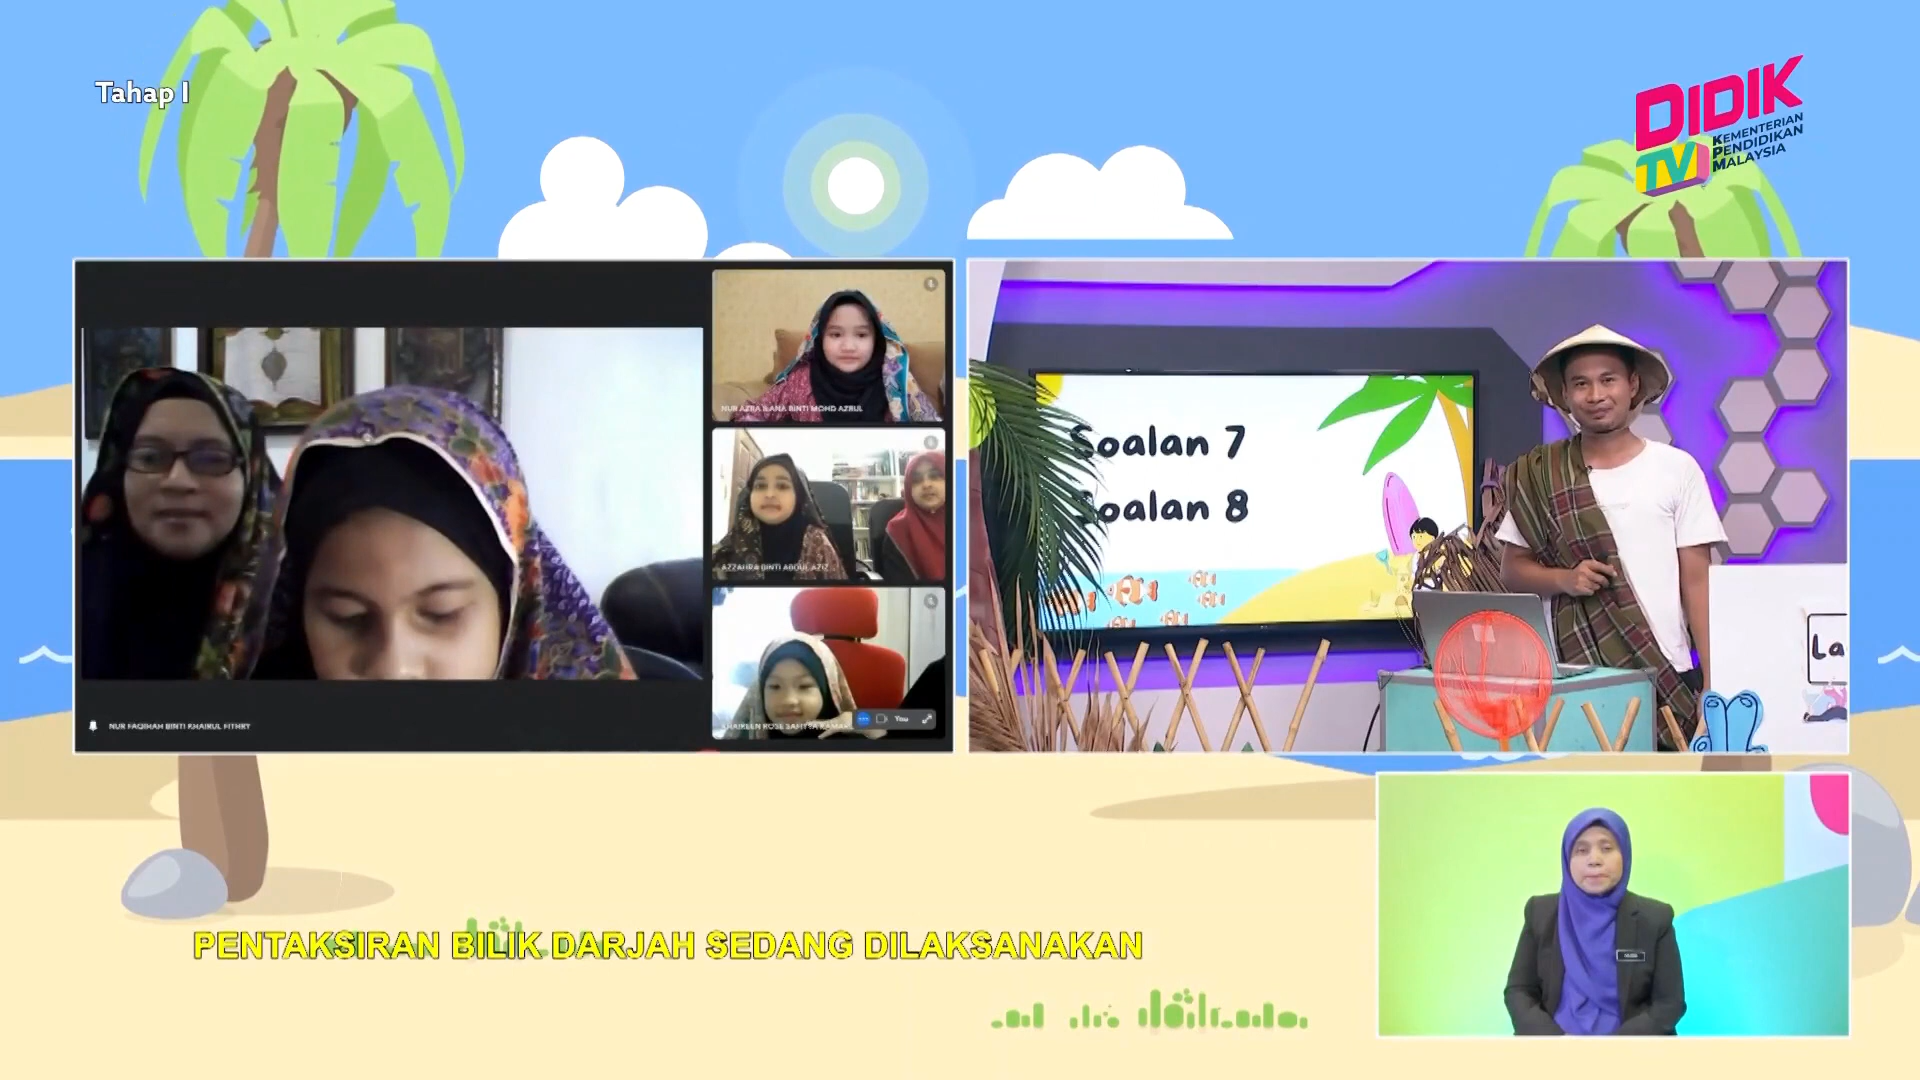 Tahap I
DIDIK
TV
KEMENTERIAN
PENDIDIKAN
MALAYSIA
NUR AZRA ILANA BINTI MOHD AZRUL
Soalan 7
Soalan 8
AZZAHRA BINTI ABDUL AZIZ
La
You
NUR FAQIHAH BINTI KHAIRUL FITHRY
PENTAKSIRAN BILIK DARJAH SEDANG DILAKSANAKAN